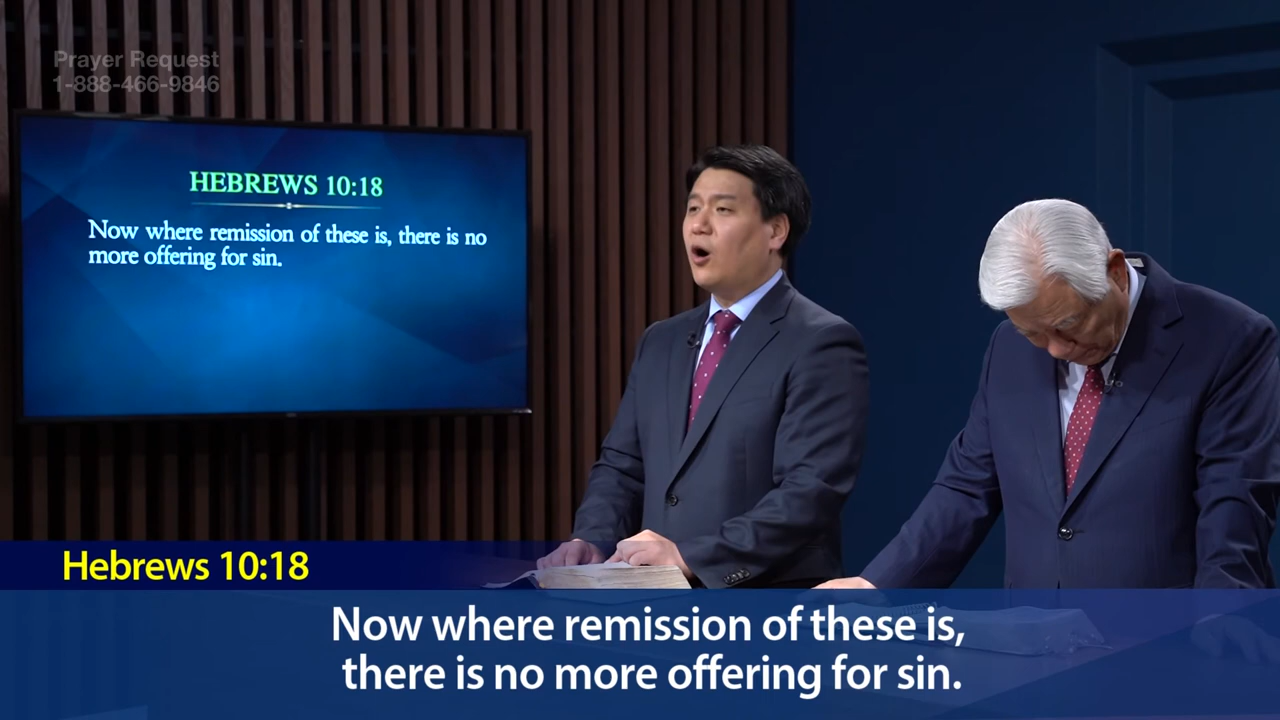 Prayer Request
1-888-466-9846
HEBREWS 10:18
Now where remission of these is, there is no
more offering for sin.
Hebrews 10:18
Now where remission of these is,
there is no more offering for sin.